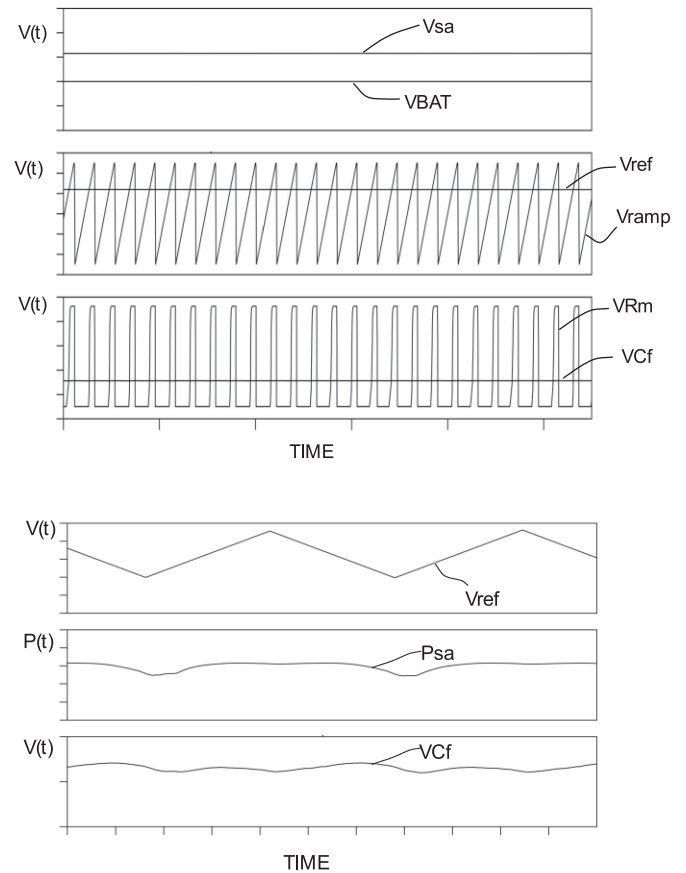 V(t)
Vsa
VBAT
V(t)
Vref
Vramp
V(t)
VRm
VCf
TIME
V(t)
Vref
P(t)
Psa
V(t)
VCf
TIME